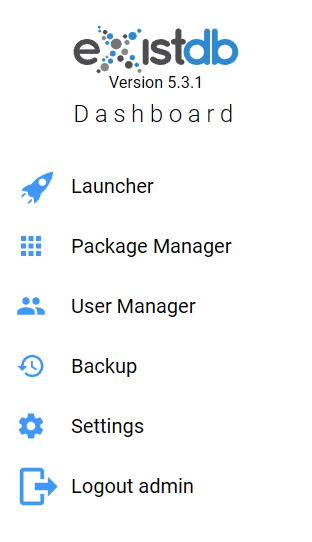 existdb
Version 5.3.1
Dashboard
Launcher
Package Manager
User Manager
Backup
Settings
Logout admin